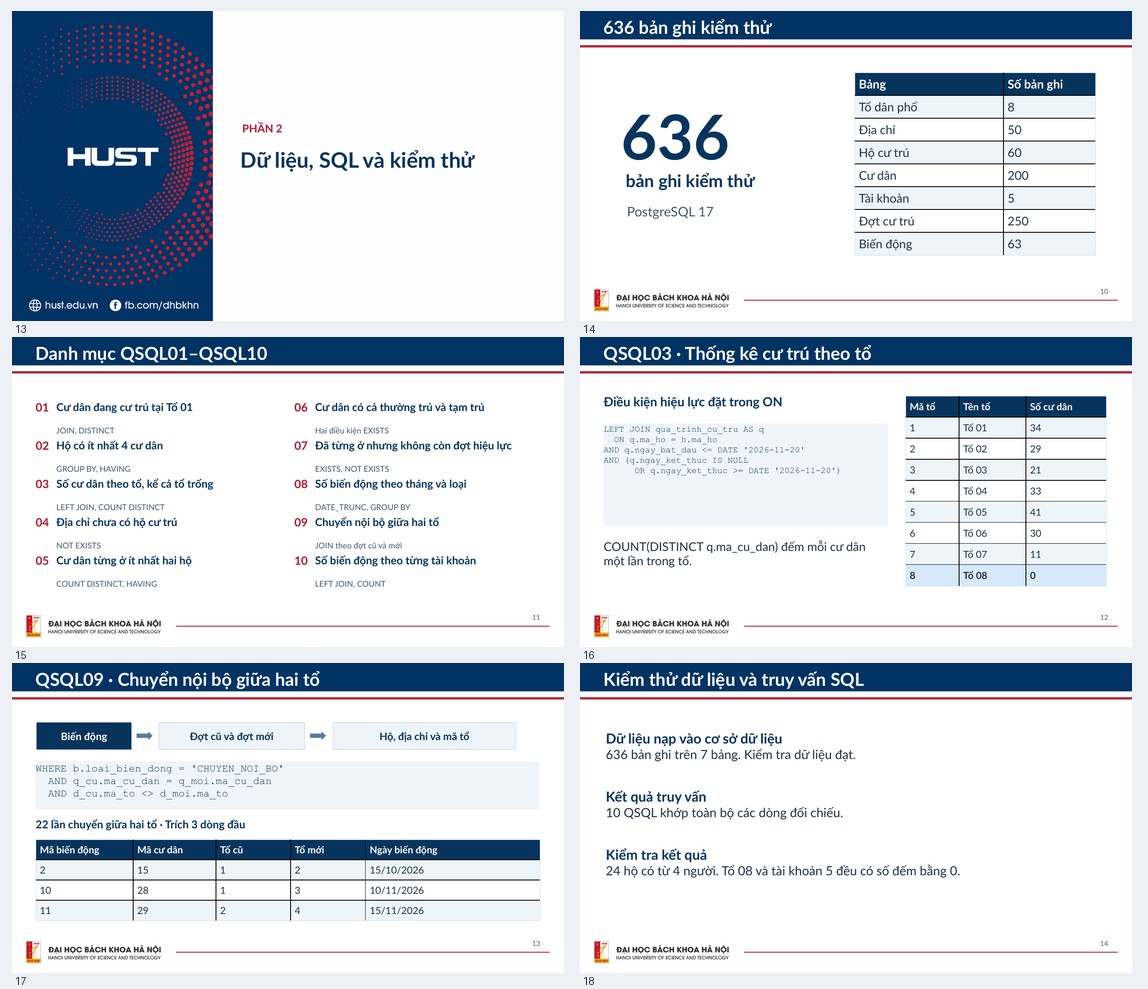 HUST
hust.edu.vn fb.com/dhbkhn
PHẦN 2
Dữ liệu, SQL và kiểm thử
13
636 bản ghi kiểm thử
636
bản ghi kiểm thử
PostgreSQL 17
Bảng Số bản ghi
Tổ dân phố 8
Địa chỉ 50
Hộ cư trú 60
Cư dân 200
Tài khoản 5
Đợt cư trú 250
Biến động 63
ĐẠI HỌC BÁCH KHOA HÀ NỘI
HANOI UNIVERSITY OF SCIENCE AND TECHNOLOGY
10
14
Danh mục QSQL01–QSQL10
01 Cư dân đang cư trú tại Tổ 01
JOIN, DISTINCT
02 Hộ có ít nhất 4 cư dân
GROUP BY, HAVING
03 Số cư dân theo tổ, kể cả tổ trống
LEFT JOIN, COUNT DISTINCT
04 Địa chỉ chưa có hộ cư trú
NOT EXISTS
05 Cư dân từng ở ít nhất hai hộ
COUNT DISTINCT, HAVING
06 Cư dân có cả thường trú và tạm trú
Hai điều kiện EXISTS
07 Đã từng ở nhưng không còn đợt hiệu lực
EXISTS, NOT EXISTS
08 Số biến động theo tháng và loại
DATE_TRUNC, GROUP BY
09 Chuyển nội bộ giữa hai tổ
JOIN theo đợt cũ và mới
10 Số biến động theo từng tài khoản
LEFT JOIN, COUNT
ĐẠI HỌC BÁCH KHOA HÀ NỘI
HANOI UNIVERSITY OF SCIENCE AND TECHNOLOGY
11
15
QSQL03 · Thống kê cư trú theo tổ
Điều kiện hiệu lực đặt trong ON
LEFT JOIN qua_trinh_cu_tru AS q
ON q.ma_ho = h.ma_ho
AND q.ngay_bat_dau <= DATE '2026-11-20'
AND (q.ngay_ket_thuc IS NULL
OR q.ngay_ket_thuc >= DATE '2026-11-20')
COUNT(DISTINCT q.ma_cu_dan) đếm mỗi cư dân
một lần trong tổ.
Mã tổ Tên tổ Số cư dân
1 Tổ 01 34
2 Tổ 02 29
3 Tổ 03 21
4 Tổ 04 33
5 Tổ 05 41
6 Tổ 06 30
7 Tổ 07 11
8 Tổ 08 0
ĐẠI HỌC BÁCH KHOA HÀ NỘI
HANOI UNIVERSITY OF SCIENCE AND TECHNOLOGY
12
16
QSQL09 · Chuyển nội bộ giữa hai tổ
Biến động Đợt cũ và đợt mới Hộ, địa chỉ và mã tổ
WHERE b.loai_bien_dong = 'CHUYEN_NOI_BO'
AND q_cu.ma_cu_dan = q_moi.ma_cu_dan
AND d_cu.ma_to <> d_moi.ma_to
22 lần chuyển giữa hai tổ · Trích 3 dòng đầu
Mã biến động Mã cư dân Tổ cũ Tổ mới Ngày biến động
2 15 1 2 15/10/2026
10 28 1 3 10/11/2026
11 29 2 4 15/11/2026
ĐẠI HỌC BÁCH KHOA HÀ NỘI
HANOI UNIVERSITY OF SCIENCE AND TECHNOLOGY
13
17
Kiểm thử dữ liệu và truy vấn SQL
Dữ liệu nạp vào cơ sở dữ liệu
636 bản ghi trên 7 bảng. Kiểm tra dữ liệu đạt.
Kết quả truy vấn
10 QSQL khớp toàn bộ các dòng đối chiếu.
Kiểm tra kết quả
24 hộ có từ 4 người. Tổ 08 và tài khoản 5 đều có số đếm bằng 0.
ĐẠI HỌC BÁCH KHOA HÀ NỘI
HANOI UNIVERSITY OF SCIENCE AND TECHNOLOGY
14
18